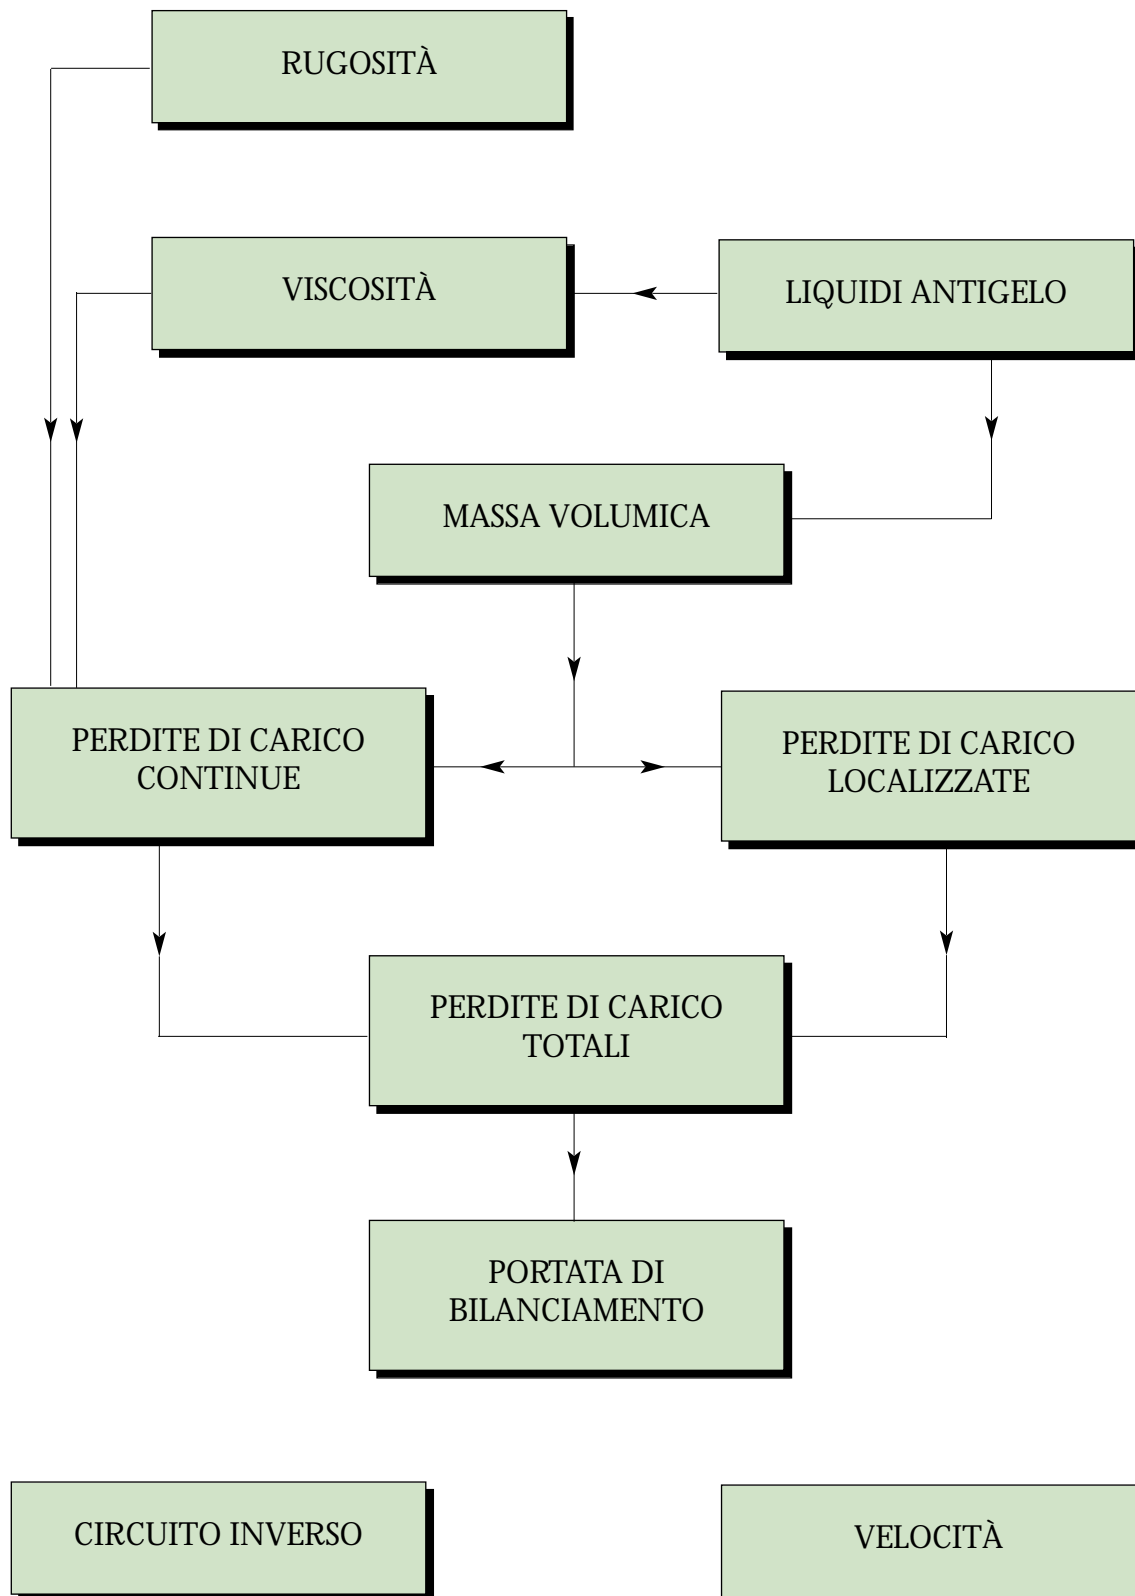 RUGOSITÀ
VISCOSITÀ
LIQUIDI ANTIGELO
MASSA VOLUMICA
PERDITE DI CARICO
CONTINUE
PERDITE DI CARICO
LOCALIZZATE
PERDITE DI CARICO
TOTALI
PORTATA DI
BILANCIAMENTO
CIRCUITO INVERSO
VELOCITÀ